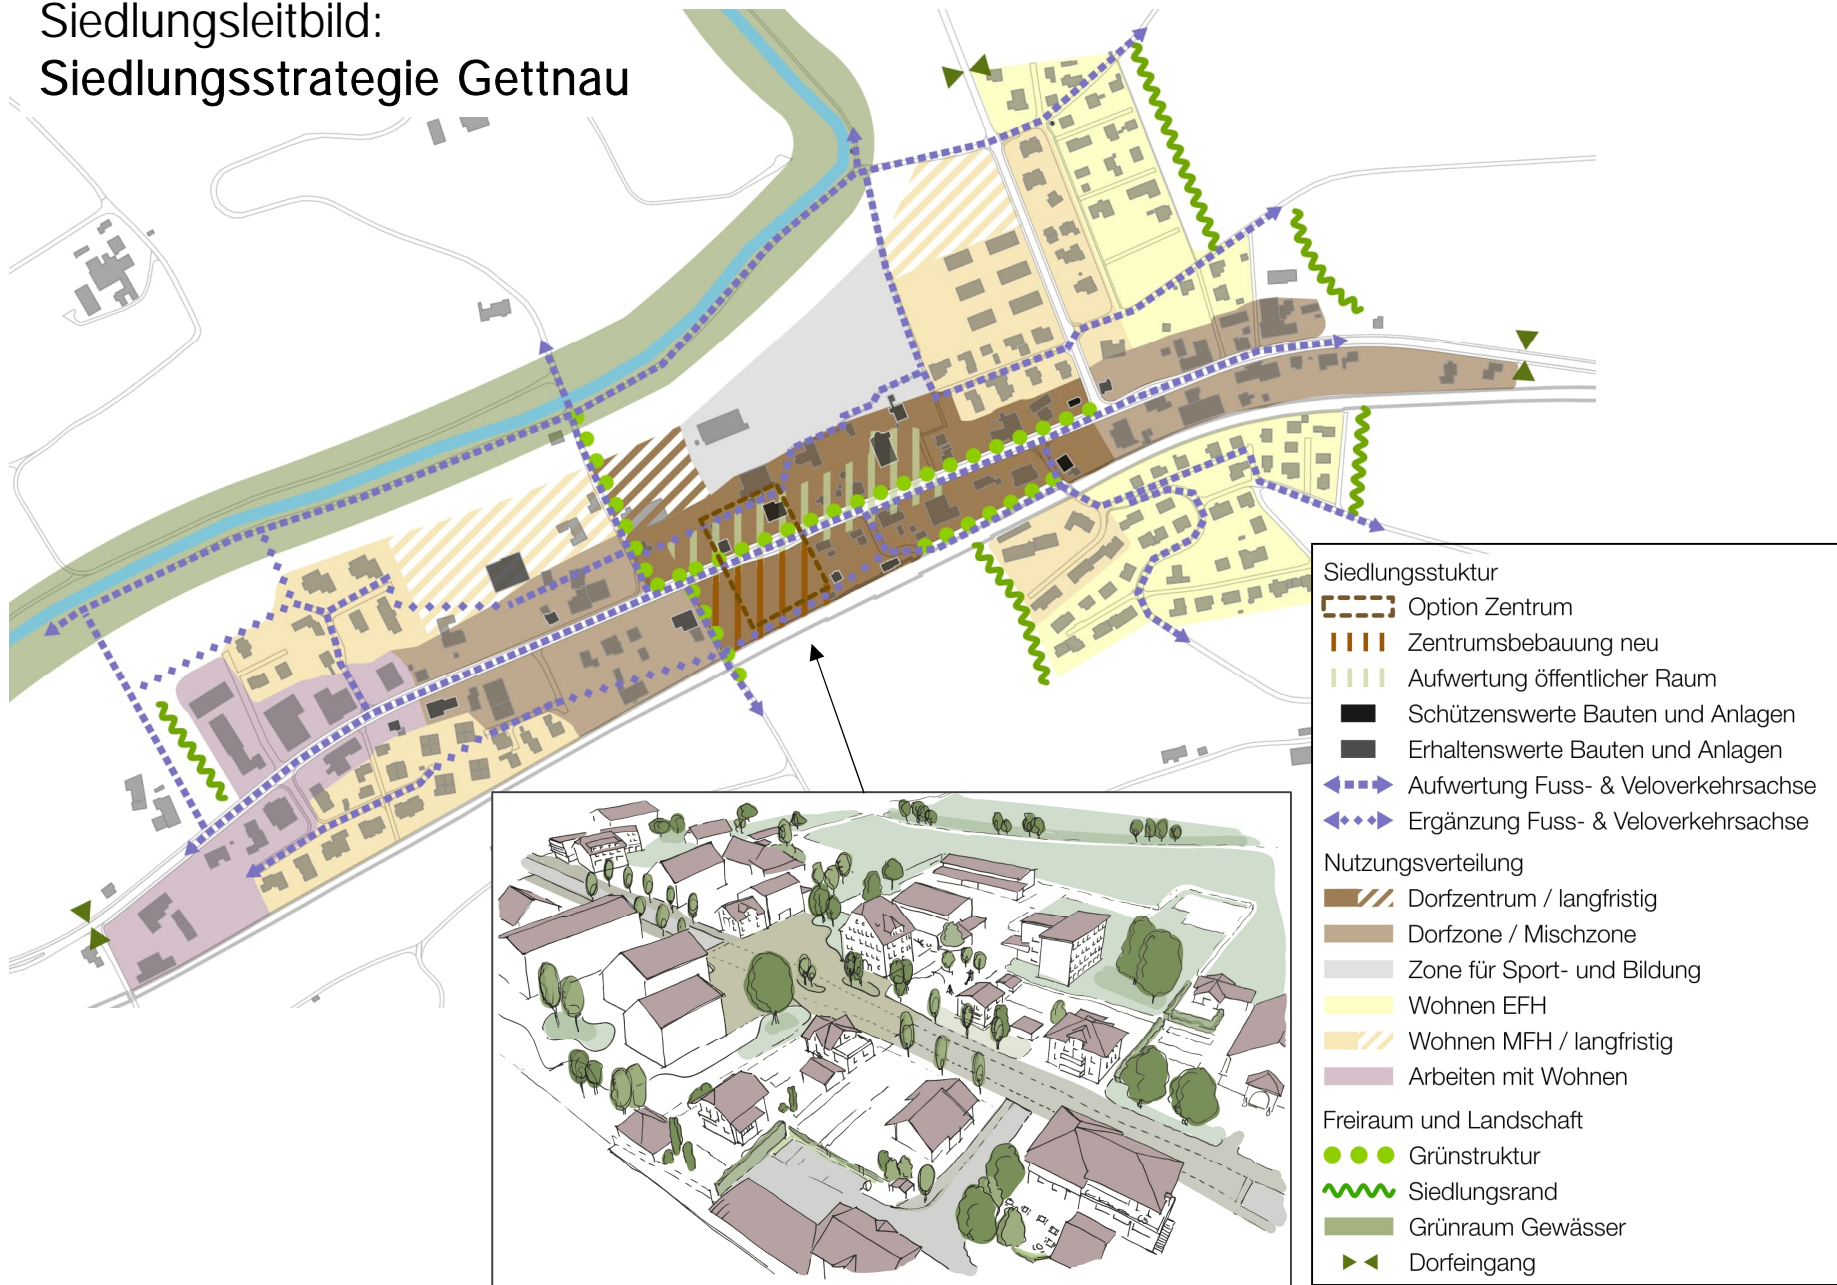 Siedlungsleitbild:
Siedlungsstrategie Gettnau
Siedlungsstuktur
Option Zentrum
Zentrumsbebauung neu
Aufwertung öffentlicher Raum
Schützenswerte Bauten und Anlagen
Erhaltenswerte Bauten und Anlagen
Aufwertung Fuss- & Veloverkehrsachse
Ergänzung Fuss- & Veloverkehrsachse
Nutzungsverteilung
Dorfzentrum / langfristig
Dorfzone / Mischzone
Zone für Sport- und Bildung
Wohnen EFH
Wohnen MFH / langfristig
Arbeiten mit Wohnen
Freiraum und Landschaft
Grünstruktur
Siedlungsrand
Grünraum Gewässer
Dorfeingang